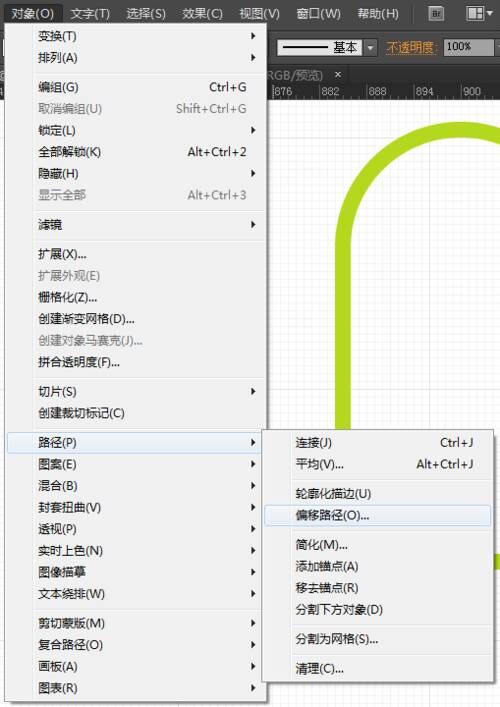 对象(O) 文字(T) 选择(S) 效果(C) 视图(V) 窗口(W) 帮助(H) Br
变换(T)
排列(A)
基本 不透明度: 100%
RGB/预览) ×
876 882 888 894 900
编组(G) Ctrl+G
取消编组(U) Shift+Ctrl+G
锁定(L)
全部解锁(K) Alt+Ctrl+2
隐藏(H)
显示全部 Alt+Ctrl+3
滤镜
扩展(X)...
扩展外观(E)
栅格化(Z)...
创建渐变网格(D)...
创建对象马赛克(J)...
拼合透明度(F)...
切片(S)
创建裁切标记(C)
路径(P)
图案(E)
混合(B)
封套扭曲(V)
透视(P)
实时上色(N)
图像描摹
文本绕排(W)
剪切蒙版(M)
复合路径(O)
画板(A)
图表(R)
连接(J) Ctrl+J
平均(V)... Alt+Ctrl+J
轮廓化描边(U)
偏移路径(O)...
简化(M)...
添加锚点(A)
移去锚点(R)
分割下方对象(D)
分割为网格(S)...
清理(C)...